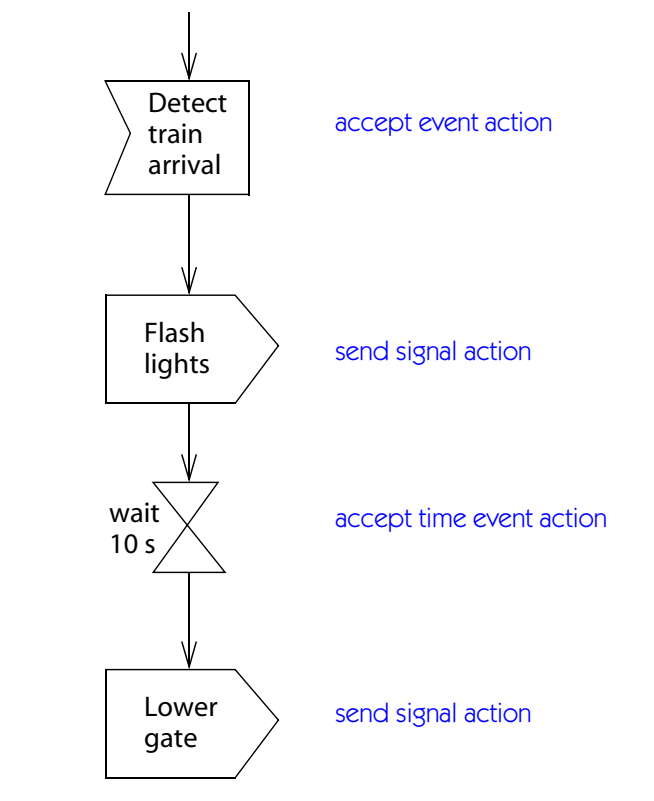 Detect
train
arrival
accept event action
Flash
lights
send signal action
wait
10 s
accept time event action
Lower
gate
send signal action